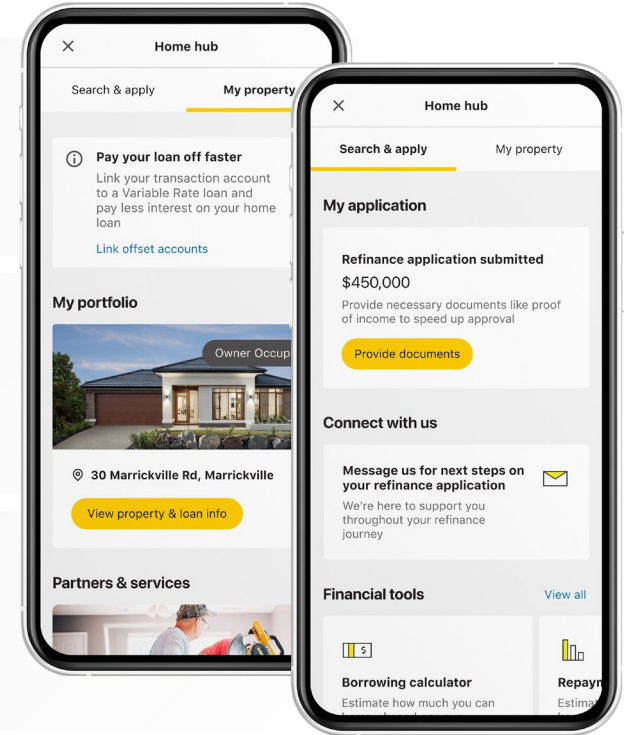 Home hub
Search & apply
My property
Pay your loan off faster
Link your transaction account
to a Variable Rate loan and
pay less interest on your home
loan
Link offset accounts
My portfolio
Owner
30 Marrickville Rd, Marrickville
View property & loan info
Partners & services
Home hub
Search & apply
My property
My application
Refinance application submitted
$450,000
Provide necessary documents like proof
of income to speed up approval
Provide documents
Connect with us
Message us for next steps on
your refinance application
We're here to support you
throughout your refinance
journey
Financial tools
View all
$
Borrowing calculator
Estimate how much you can